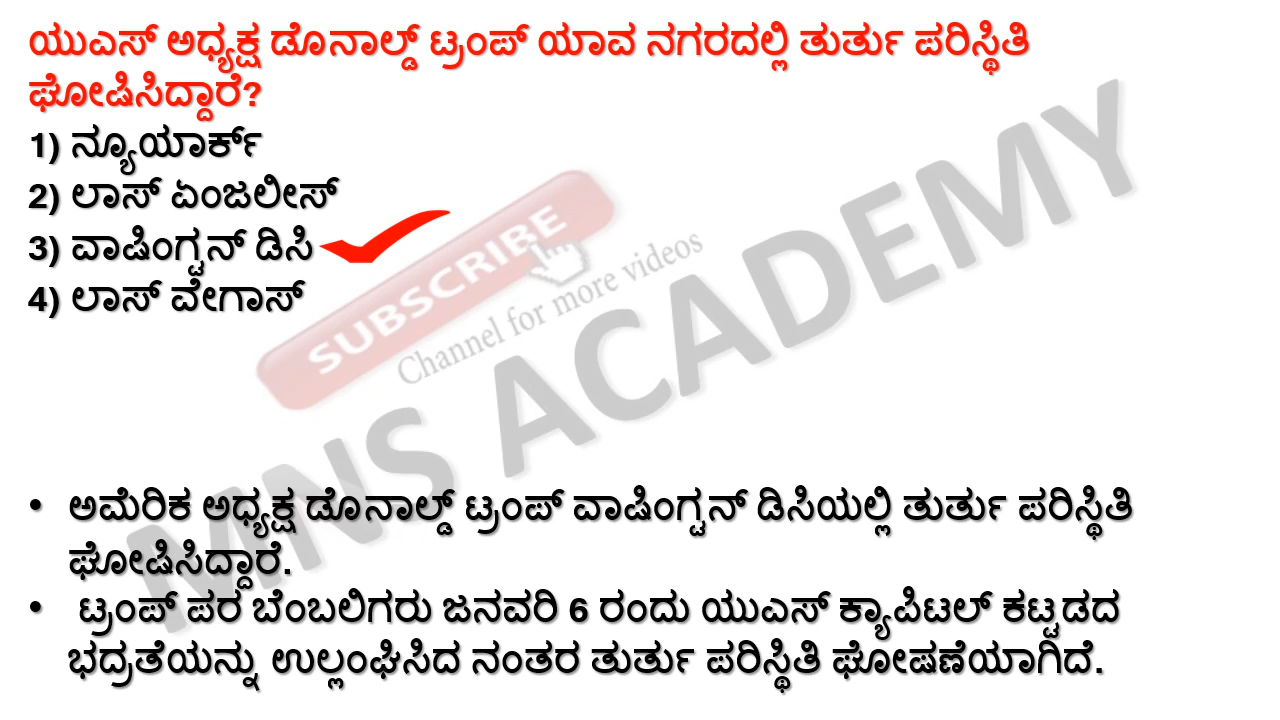 ಯುಎಸ್ ಅಧ್ಯಕ್ಷ ಡೊನಾಲ್ಡ್ ಟ್ರಂಪ್ ಯಾವ ನಗರದಲ್ಲಿ ತುರ್ತು ಪರಿಸ್ಥಿತಿ
ಘೋಷಿಸಿದ್ದಾರೆ?
1) ನ್ಯೂಯಾರ್ಕ್
2) ಲಾಸ್ ಏಂಜಲೀಸ್
3) ವಾಷಿಂಗ್ಟನ್ ಡಿಸಿ
4) ಲಾಸ್ ವೇಗಾಸ್
SUBSCRIBE
Channel for more videos
MNS ACADEMY
• ಅಮೆರಿಕ ಅಧ್ಯಕ್ಷ ಡೊನಾಲ್ಡ್ ಟ್ರಂಪ್ ವಾಷಿಂಗ್ಟನ್ ಡಿಸಿಯಲ್ಲಿ ತುರ್ತು ಪರಿಸ್ಥಿತಿ
ಘೋಷಿಸಿದ್ದಾರೆ.
• ಟ್ರಂಪ್ ಪರ ಬೆಂಬಲಿಗರು ಜನವರಿ 6 ರಂದು ಯುಎಸ್ ಕ್ಯಾಪಿಟಲ್ ಕಟ್ಟಡದ
ಭದ್ರತೆಯನ್ನು ಉಲ್ಲಂಘಿಸಿದ ನಂತರ ತುರ್ತು ಪರಿಸ್ಥಿತಿ ಘೋಷಣೆಯಾಗಿದೆ.